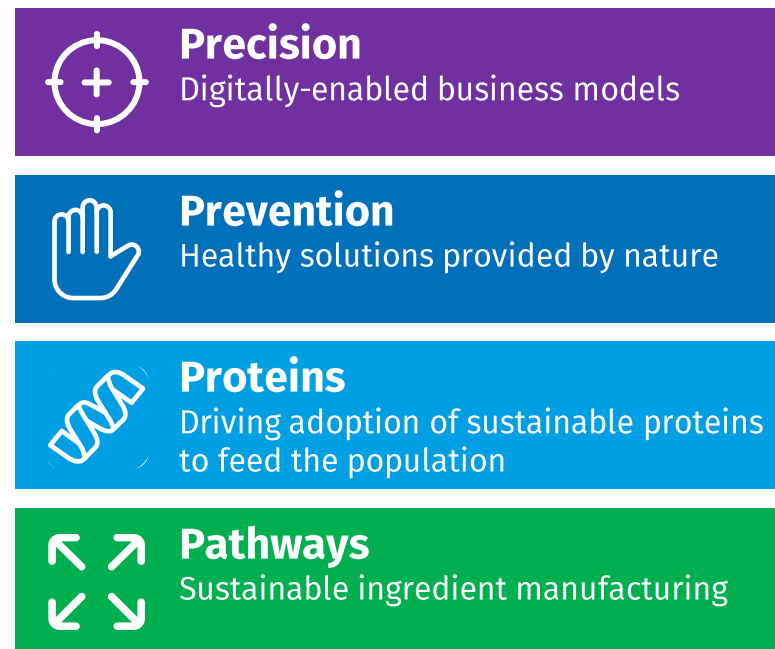 Precision
Digitally-enabled business models
Prevention
Healthy solutions provided by nature
Proteins
Driving adoption of sustainable proteins
to feed the population
Pathways
Sustainable ingredient manufacturing